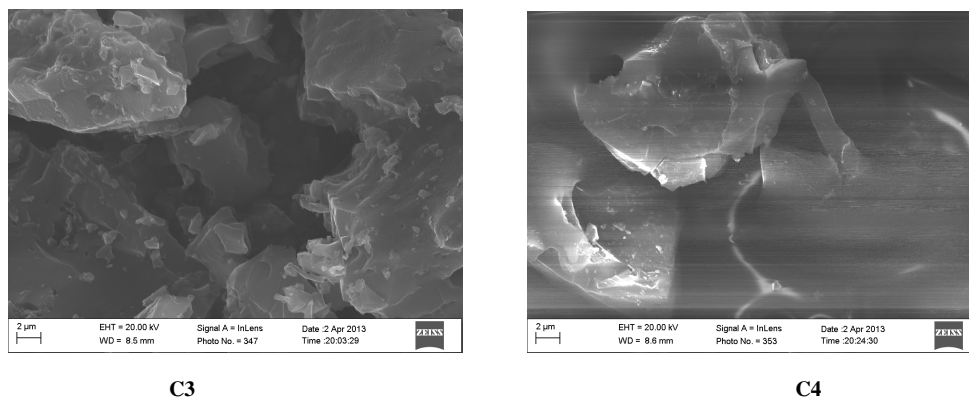 2 µm EHT = 20.00 kV Signal A = InLens Date :2 Apr 2013 ZEISS
WD = 8.5 mm Photo No. = 347 Time :20:03:29
2 µm EHT = 20.00 kV Signal A = InLens Date :2 Apr 2013 ZEISS
WD = 8.6 mm Photo No. = 353 Time :20:24:30
C3 C4